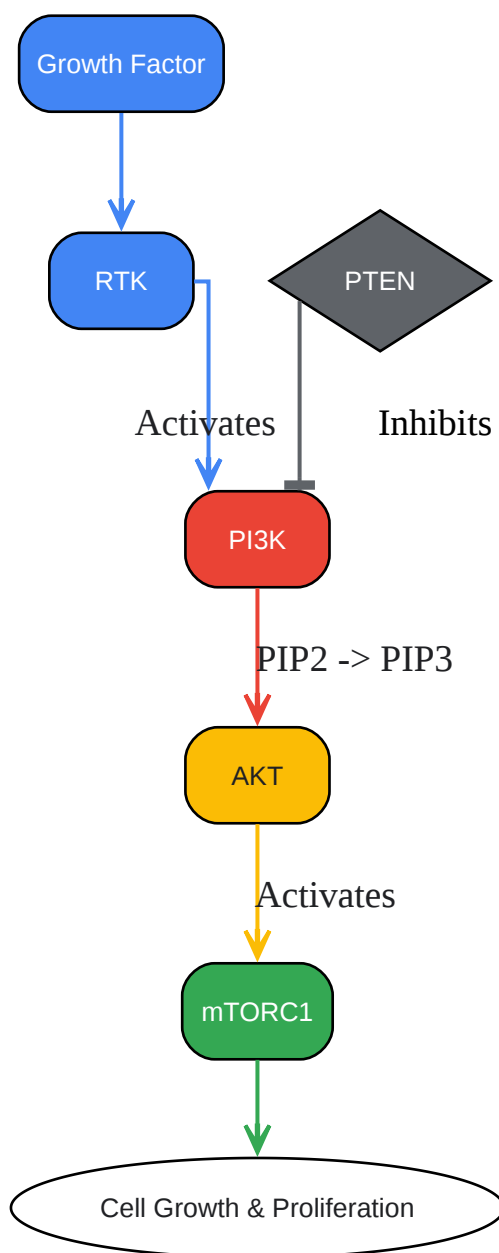 Growth Factor
RTK
PTEN
Activates
Inhibits
PI3K
PIP2 -> PIP3
AKT
Activates
mTORC1
Cell Growth & Proliferation